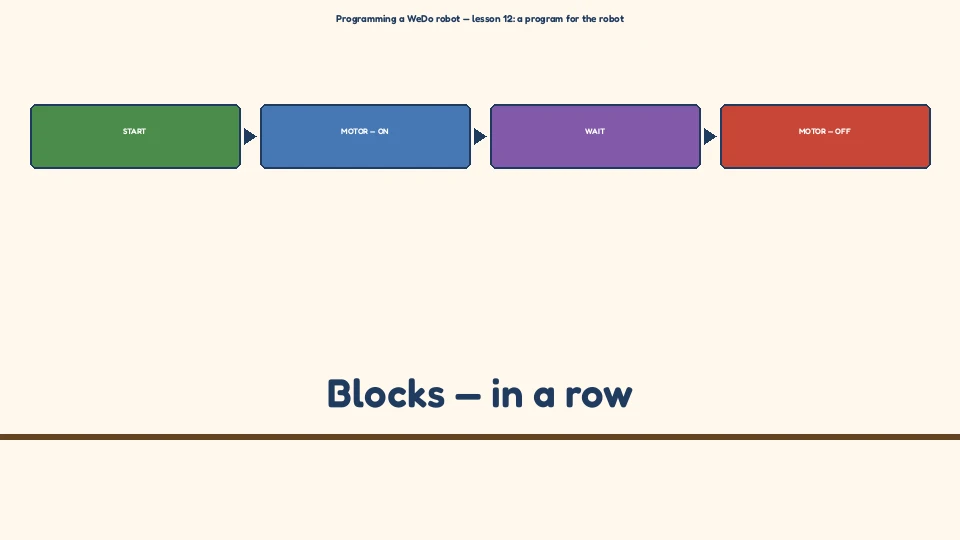 Programming a WeDo robot — lesson 12: a program for the robot
START
MOTOR — ON
WAIT
MOTOR — OFF
Blocks — in a row